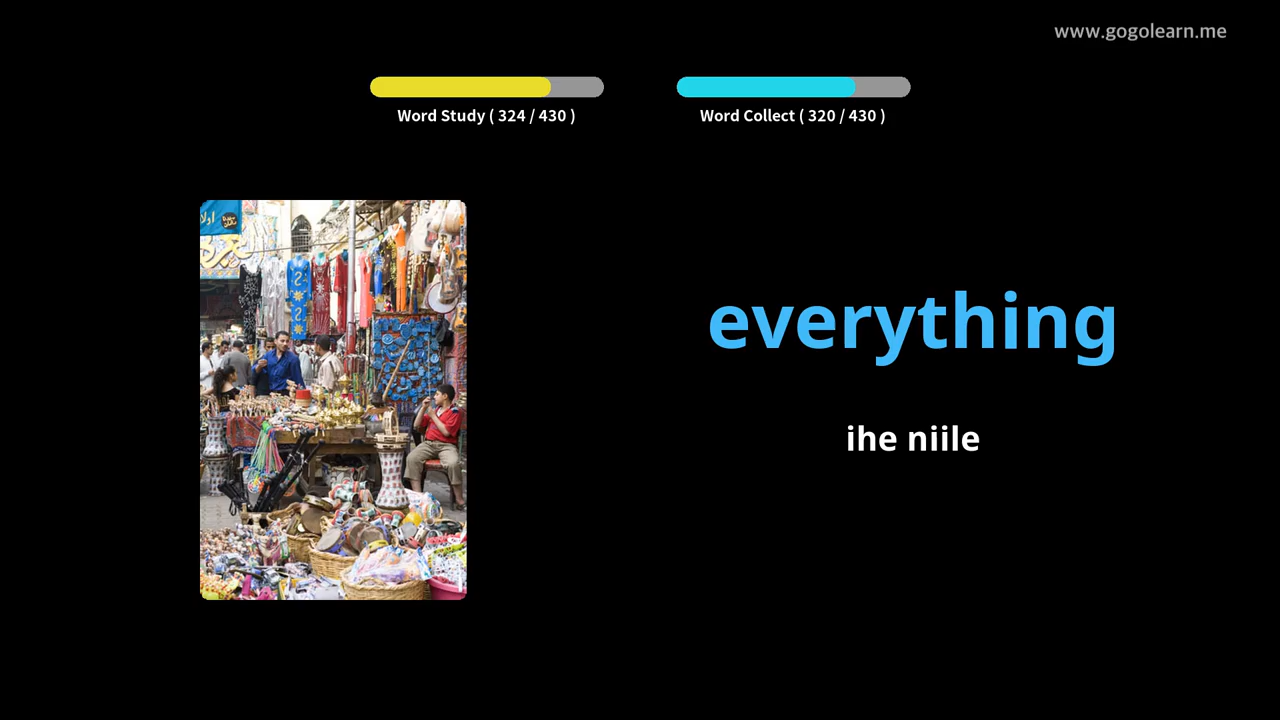 www.gogolearn.me
Word Study ( 324 / 430 )
Word Collect ( 320 / 430 )
everything
ihe niile